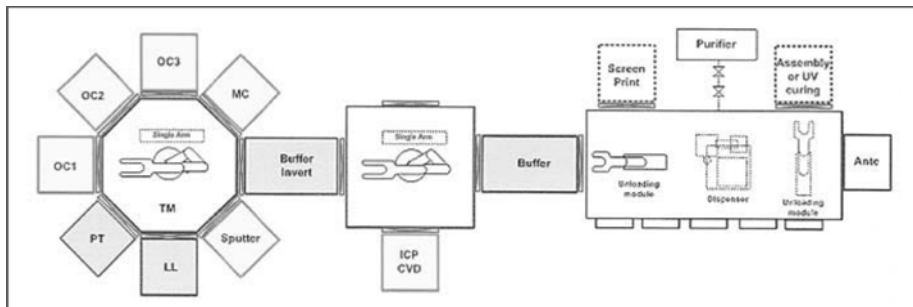 OC3
OC2
MC
Single Arm
OC1
TM
PT
LL
Sputter
Buffer
Invert
Single Arm
ICP
CVD
Buffer
Screen
Print
Purifier
Assembly
or UV
curing
Unloading
module
Dispenser
Unloading
module
Ante